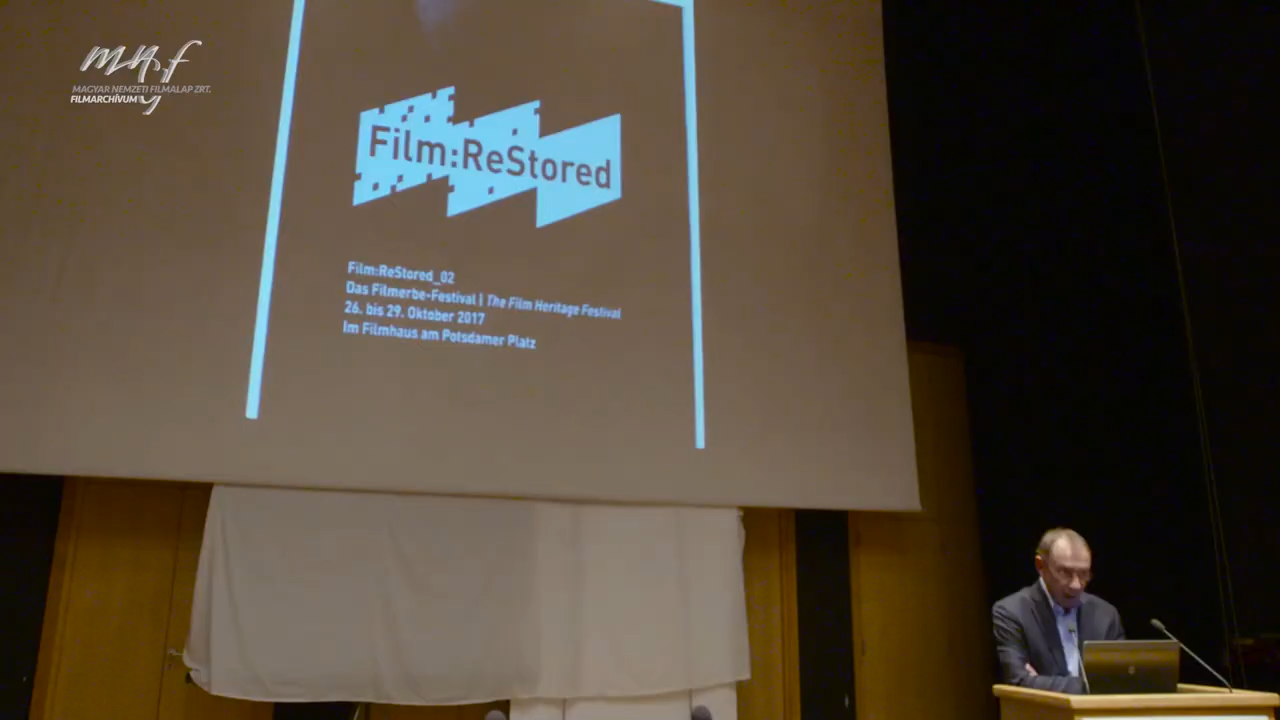 mnf
MAGYAR NEMZETI FILMALAP ZRT.
FILMARCHÍVUM
Film:ReStored
Film:ReStored_02
Das Filmerbe-Festival | The Film Heritage Festival
26. bis 29. Oktober 2017
Im Filmhaus am Potsdamer Platz